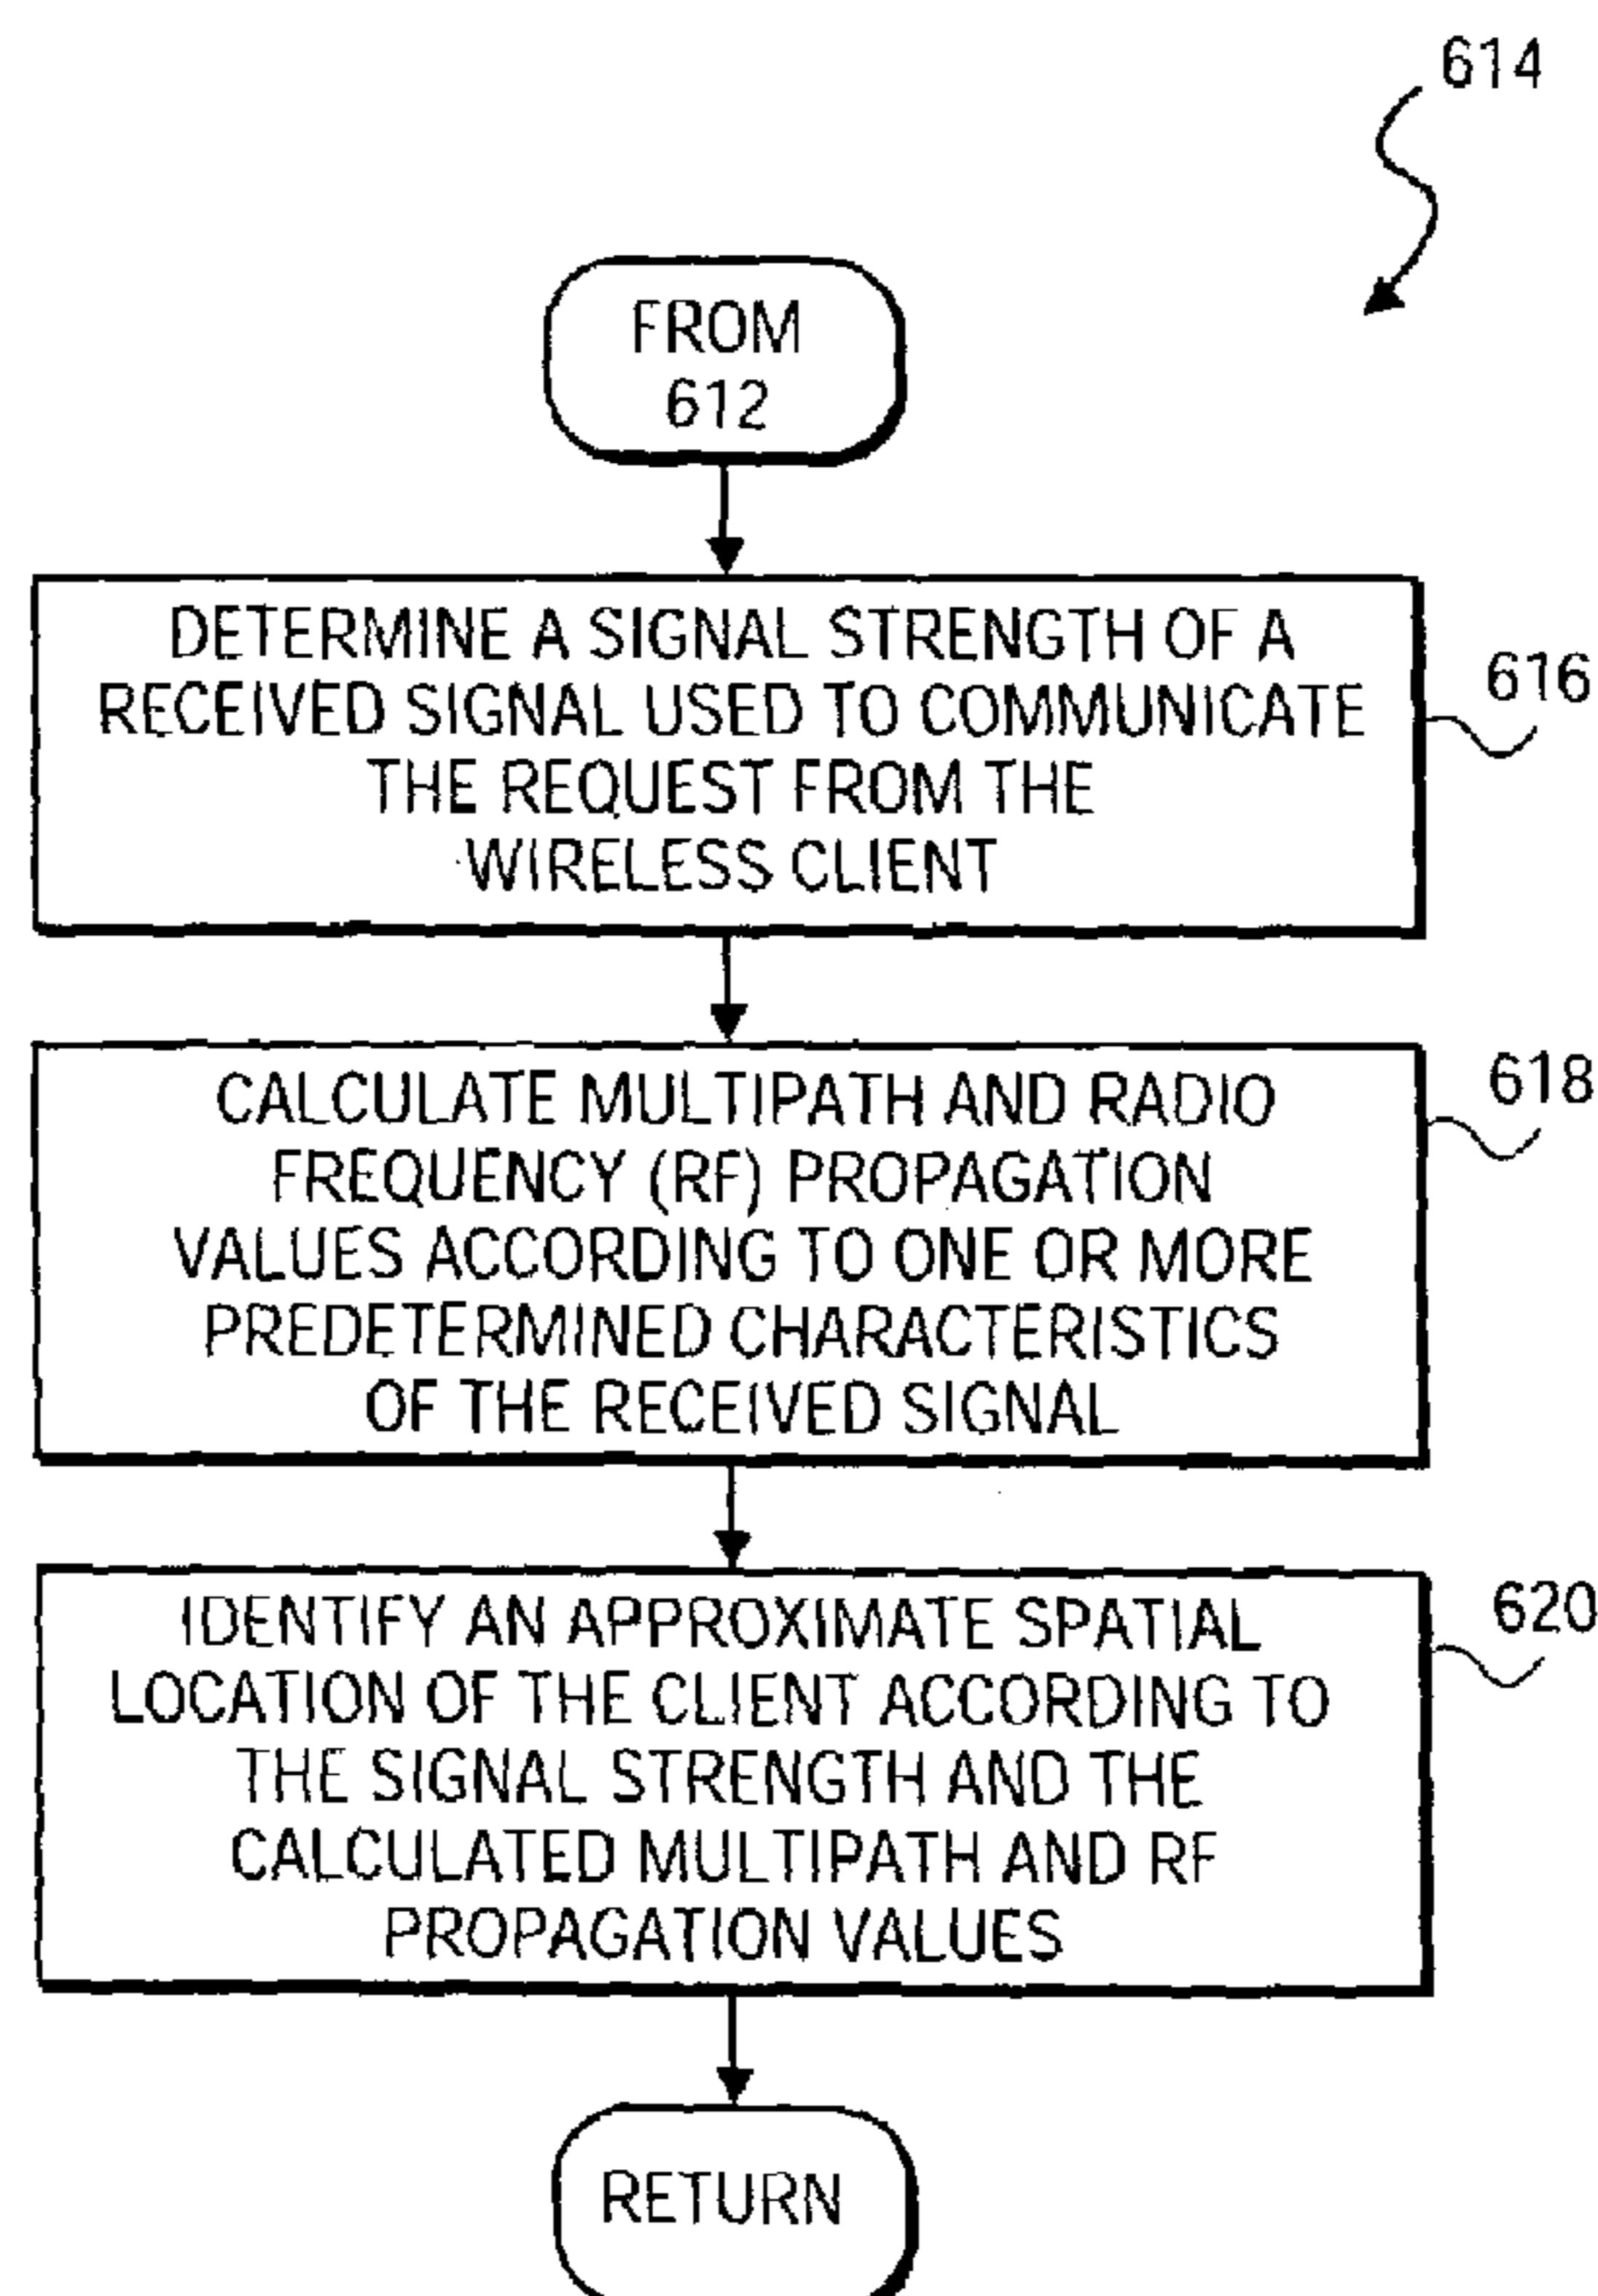 614
FROM
612
DETERMINE A SIGNAL STRENGTH OF A
RECEIVED SIGNAL USED TO COMMUNICATE
THE REQUEST FROM THE
WIRELESS CLIENT
616
CALCULATE MULTIPATH AND RADIO
FREQUENCY (RF) PROPAGATION
VALUES ACCORDING TO ONE OR MORE
PREDETERMINED CHARACTERISTICS
OF THE RECEIVED SIGNAL
618
IDENTIFY AN APPROXIMATE SPATIAL
LOCATION OF THE CLIENT ACCORDING TO
THE SIGNAL STRENGTH AND THE
CALCULATED MULTIPATH AND RF
PROPAGATION VALUES
620
RETURN